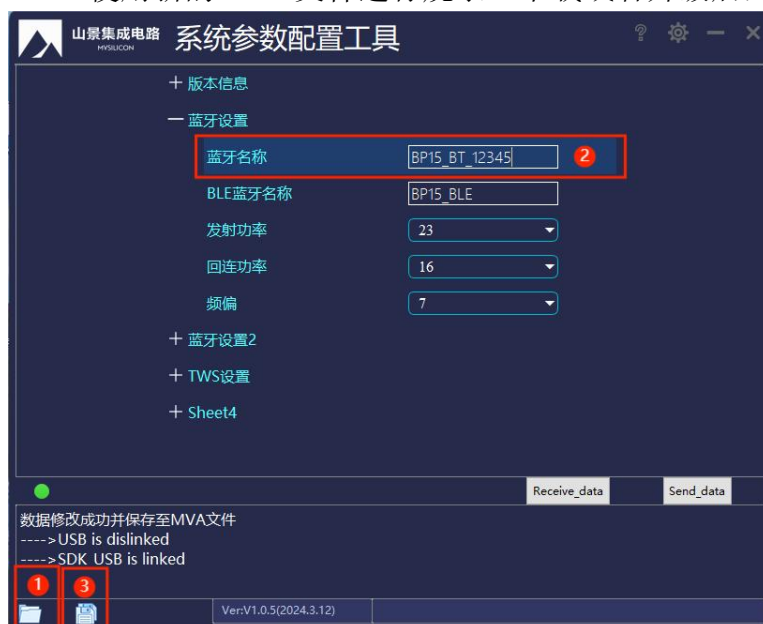 山景集成电路
MVSILICON
系统参数配置工具
+ 版本信息
一 蓝牙设置
蓝牙名称 BP15_BT_12345 2
BLE蓝牙名称 BP15_BLE
发射功率 23
回连功率 16
频偏 7
+ 蓝牙设置2
+ TWS设置
+ Sheet4
Receive_data Send_data
数据修改成功并保存至MVA文件
---->USB is dislinked
---->SDK USB is linked
1 3
Ver:V1.0.5(2024.3.12)